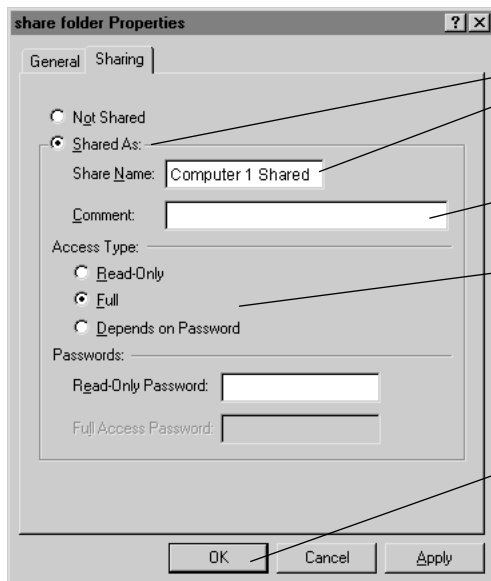 share folder Properties
General Sharing
Not Shared
Shared As:
Share Name: Computer 1 Shared
Comment:
Access Type:
Read-Only
Full
Depends on Password
Passwords:
Read-Only Password:
Full Access Password:
OK Cancel Apply